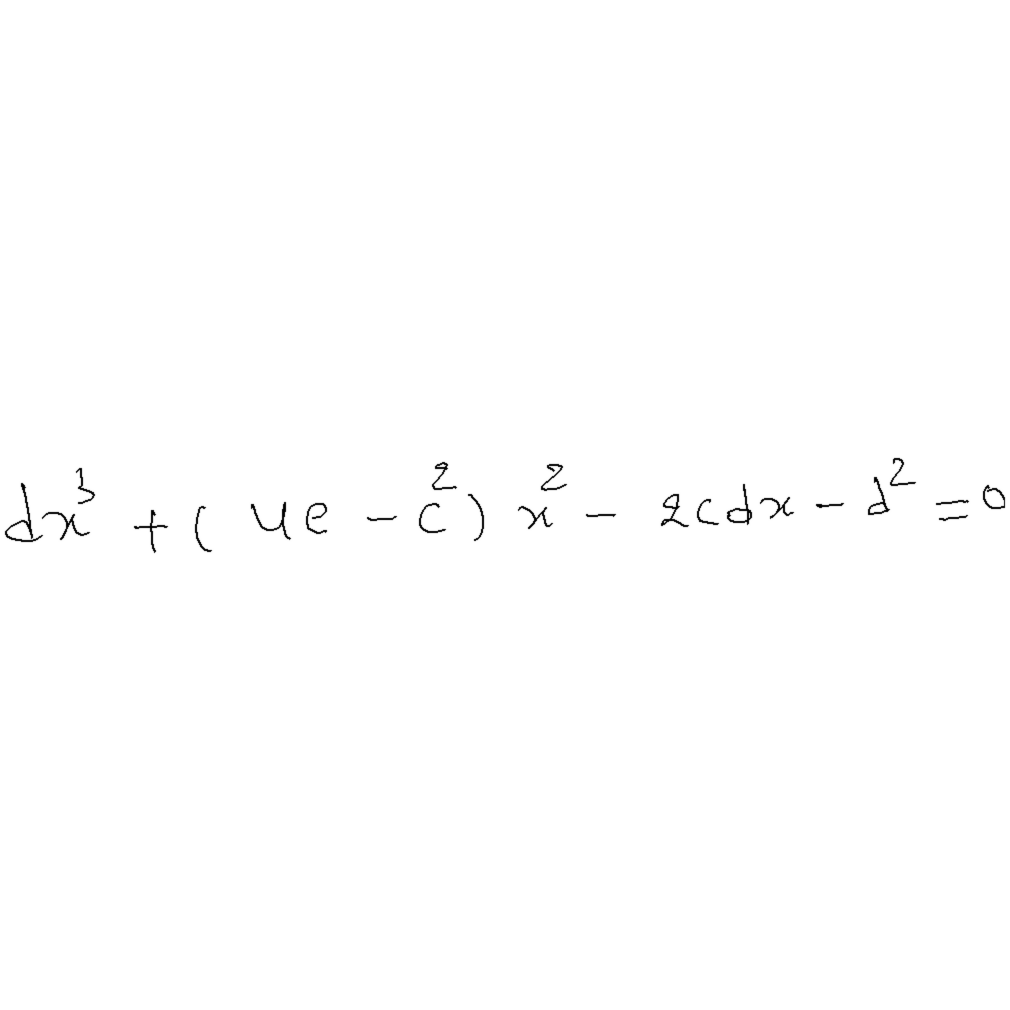 dx³ + ( 4e - c² ) x² - 2cdx - d² = 0